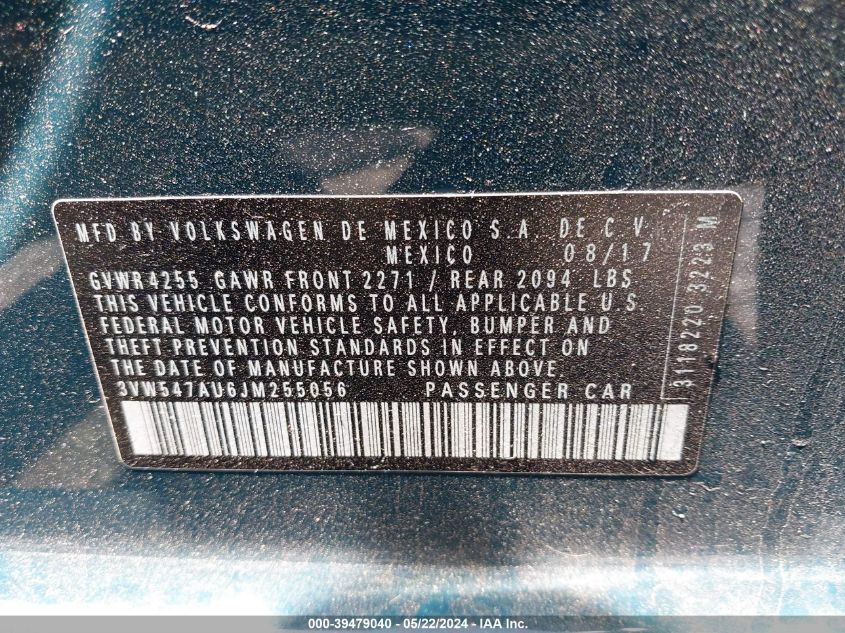 MFD BY VOLKSWAGEN DE MEXICO S.A. DE C.V.
MEXICO 08/17
GVWR4255 GAWR FRONT 2271 / REAR 2094 LBS
THIS VEHICLE CONFORMS TO ALL APPLICABLE U.S.
FEDERAL MOTOR VEHICLE SAFETY, BUMPER AND
THEFT PREVENTION STANDARDS IN EFFECT ON
THE DATE OF MANUFACTURE SHOWN ABOVE.
3VW547AU6JM255056 PASSENGER CAR
3118220 3223 M
000-39479040 - 05/22/2024 - IAA Inc.